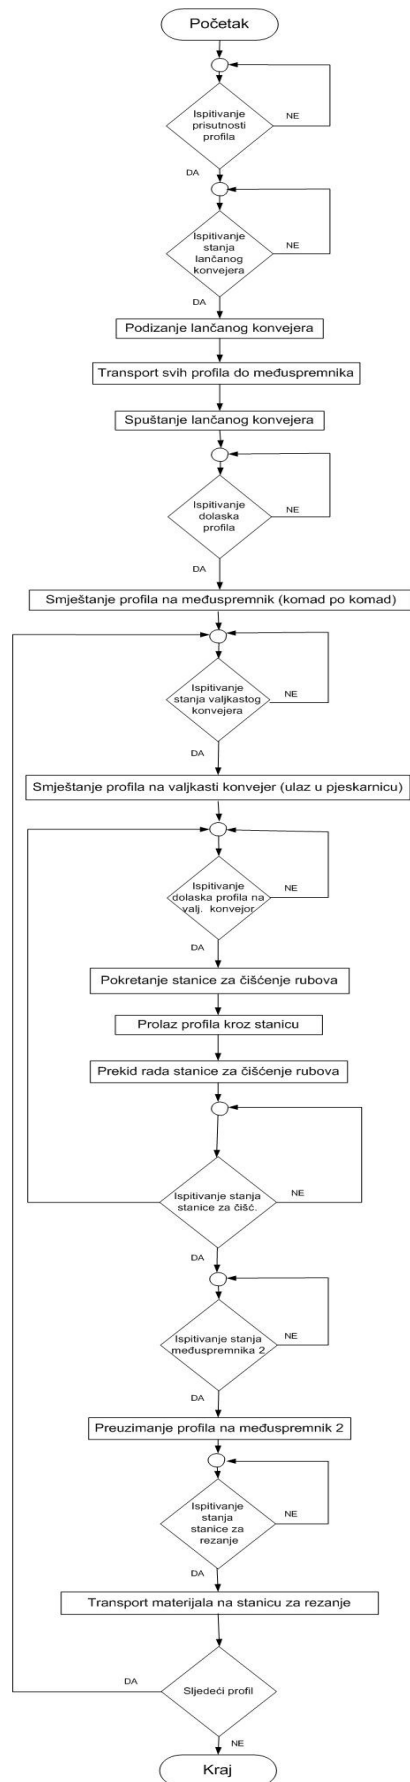 Početak
Ispitivanje
prisutnosti
profila
NE
DA
Ispitivanje
stanja
lančanog
konvejera
NE
DA
Podizanje lančanog konvejera
Transport svih profila do međuspremnika
Spuštanje lančanog konvejera
Ispitivanje
dolaska
profila
NE
DA
Smještanje profila na međuspremnik (komad po komad)
Ispitivanje
stanja valjkastog
konvejera
NE
DA
Smještanje profila na valjkasti konvejer (ulaz u pjeskarnicu)
Ispitivanje
dolaska profila na
valj. konvejor
NE
DA
Pokretanje stanice za čišćenje rubova
Prolaz profila kroz stanicu
Prekid rada stanice za čišćenje rubova
Ispitivanje stanja
stanice za čišć.
NE
DA
Ispitivanje stanja
međuspremnika 2
NE
DA
Preuzimanje profila na međuspremnik 2
Ispitivanje
stanja
stanice za
rezanje
NE
DA
Transport materijala na stanicu za rezanje
DA
Sljedeći profil
NE
Kraj